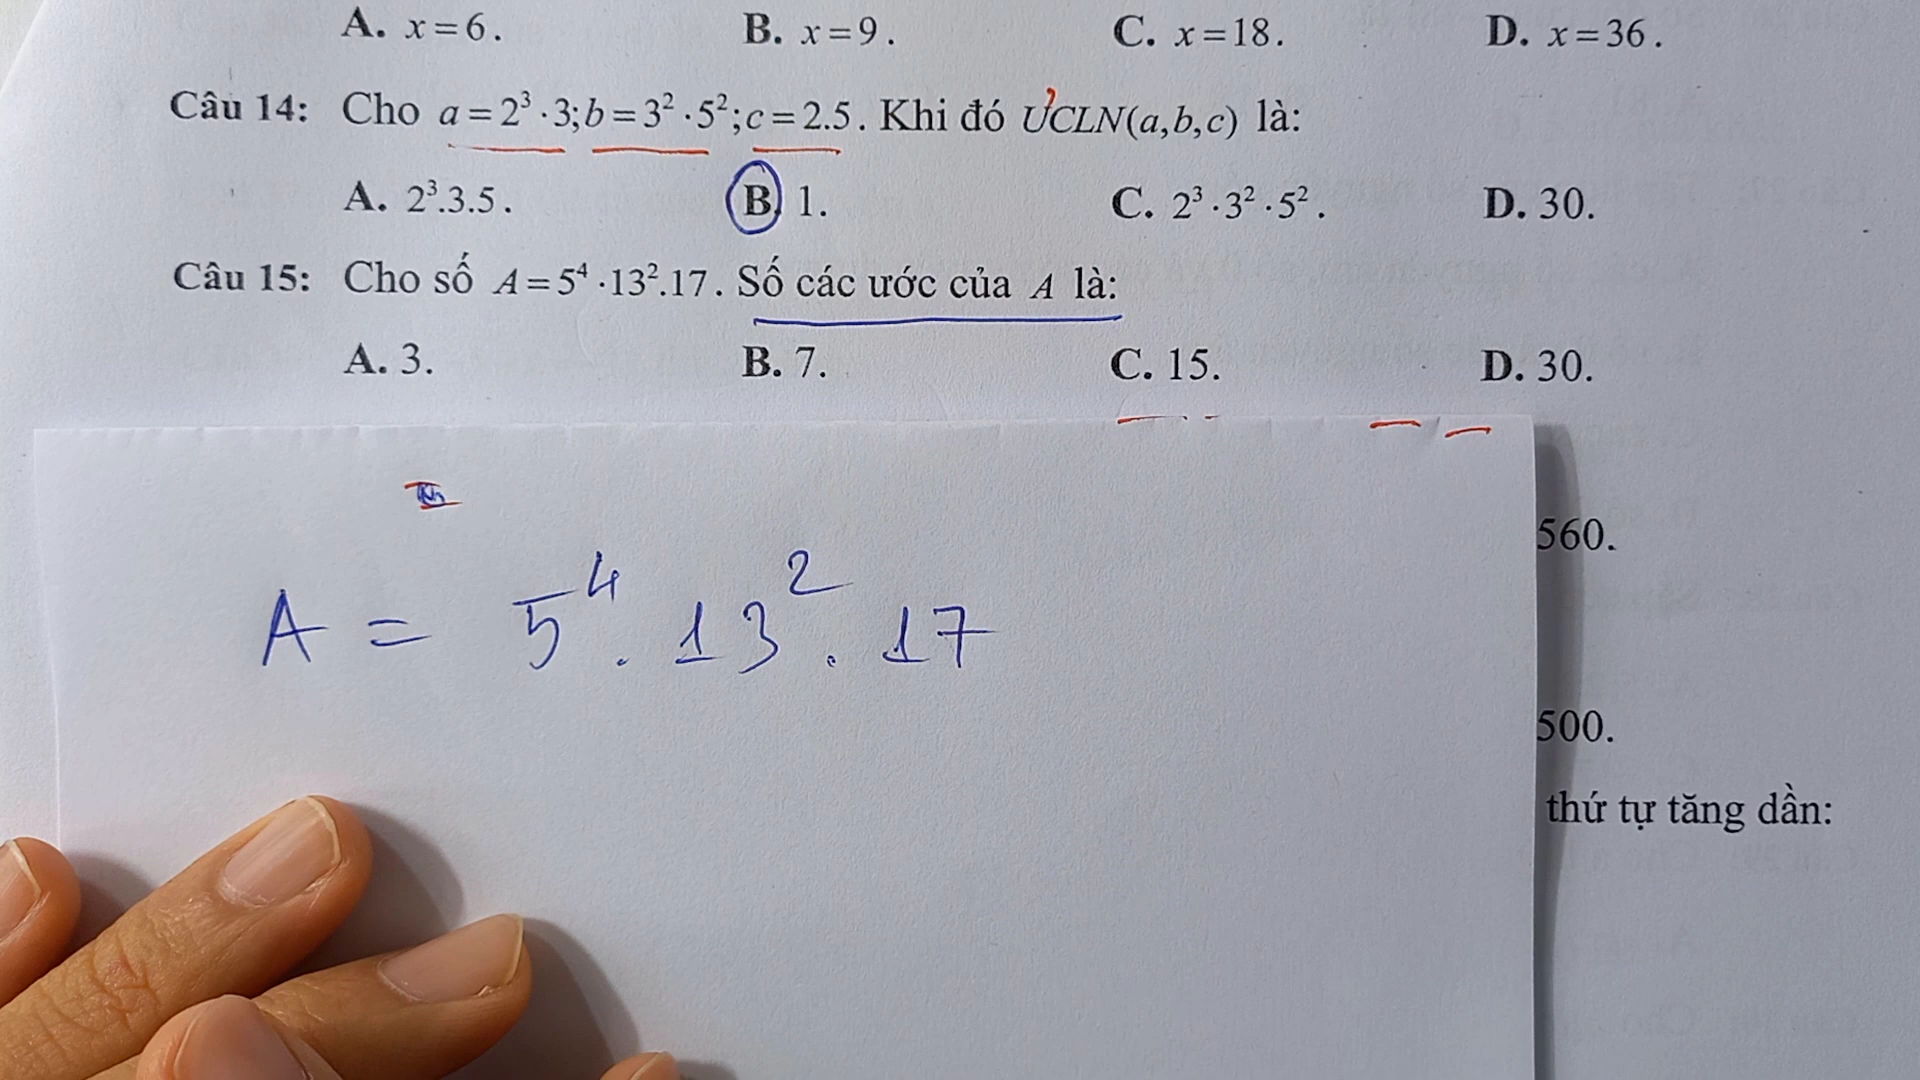 A. x=6. B. x=9. C. x=18. D. x=36.
Câu 14: Cho a=2³·3;b=3²·5²;c=2.5. Khi đó ƯCLN(a,b,c) là:
A. 2³.3.5. B. 1. C. 2³·3²·5². D. 30.
Câu 15: Cho số A=5⁴·13².17. Số các ước của A là:
A. 3. B. 7. C. 15. D. 30.
560.
A = 5⁴ . 13² . 17
500.
thứ tự tăng dần: